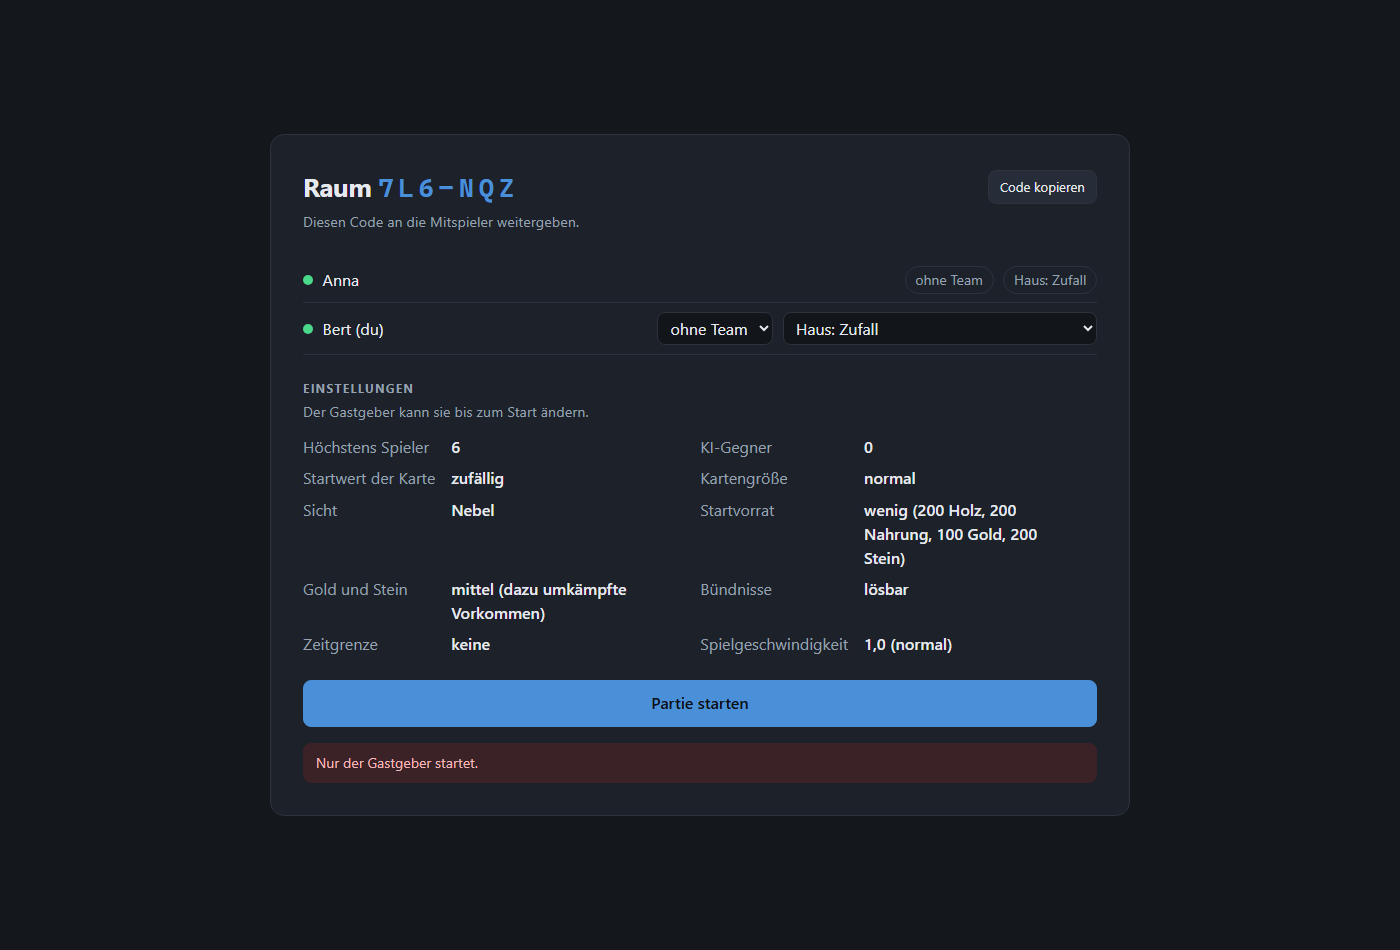 Raum 7L6-NQZ
Code kopieren
Diesen Code an die Mitspieler weitergeben.
Anna
ohne Team
Haus: Zufall
Bert (du)
ohne Team
Haus: Zufall
EINSTELLUNGEN
Der Gastgeber kann sie bis zum Start ändern.
Höchstens Spieler 6
KI-Gegner 0
Startwert der Karte zufällig
Kartengröße normal
Sicht Nebel
Startvorrat wenig (200 Holz, 200
Nahrung, 100 Gold, 200
Stein)
Gold und Stein mittel (dazu umkämpfte
Vorkommen)
Bündnisse lösbar
Zeitgrenze keine
Spielgeschwindigkeit 1,0 (normal)
Partie starten
Nur der Gastgeber startet.